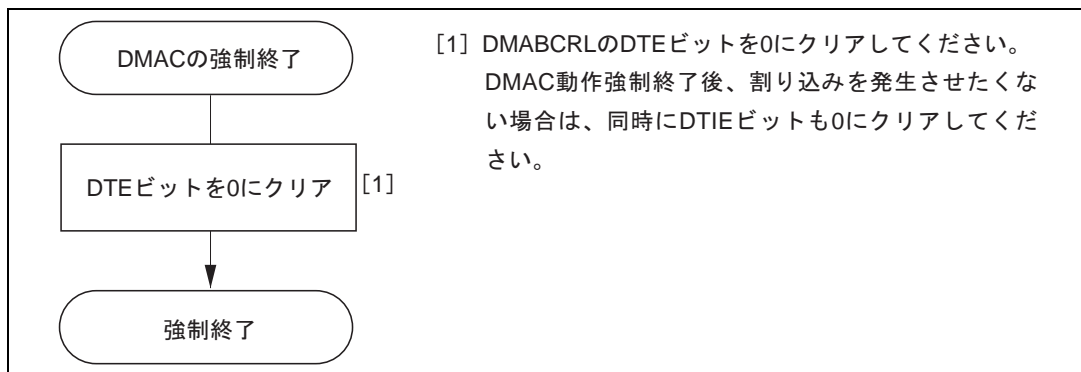 DMACの強制終了
DTEビットを0にクリア
[1]
強制終了
[1] DMABCRLのDTEビットを0にクリアしてください。
DMAC動作強制終了後、割り込みを発生させたくな
い場合は、同時にDTIEビットも0にクリアしてくだ
さい。